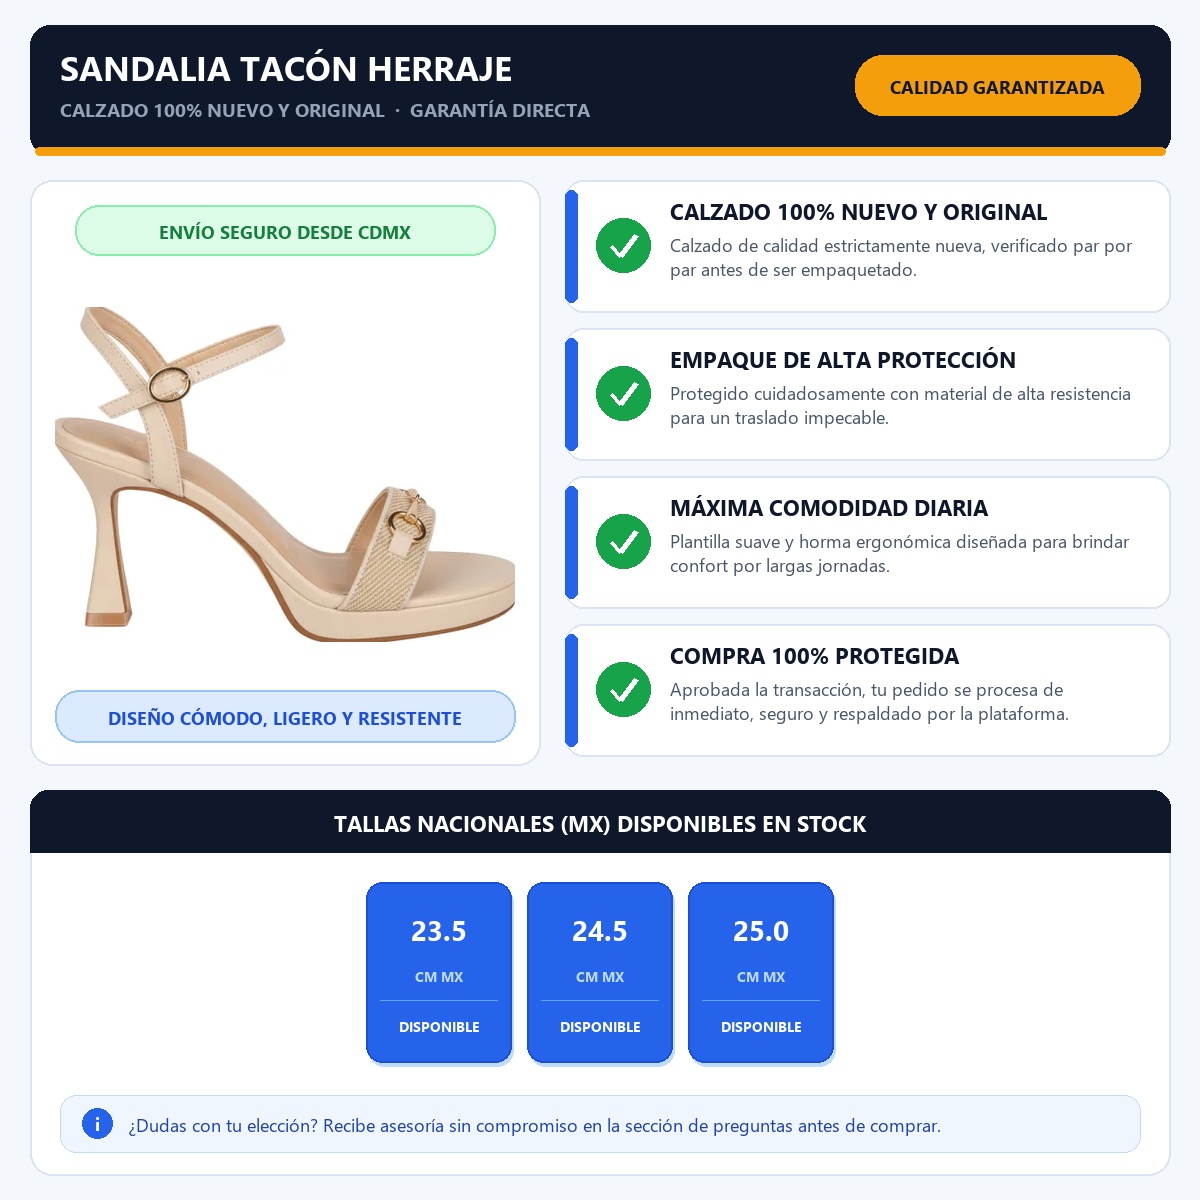 SANDALIA TACÓN HERRAJE
CALZADO 100% NUEVO Y ORIGINAL · GARANTÍA DIRECTA
CALIDAD GARANTIZADA
ENVÍO SEGURO DESDE CDMX
DISEÑO CÓMODO, LIGERO Y RESISTENTE
CALZADO 100% NUEVO Y ORIGINAL
Calzado de calidad estrictamente nueva, verificado par por
par antes de ser empaquetado.
EMPAQUE DE ALTA PROTECCIÓN
Protegido cuidadosamente con material de alta resistencia
para un traslado impecable.
MÁXIMA COMODIDAD DIARIA
Plantilla suave y horma ergonómica diseñada para brindar
confort por largas jornadas.
COMPRA 100% PROTEGIDA
Aprobada la transacción, tu pedido se procesa de
inmediato, seguro y respaldado por la plataforma.
TALLAS NACIONALES (MX) DISPONIBLES EN STOCK
23.5
CM MX
DISPONIBLE
24.5
CM MX
DISPONIBLE
25.0
CM MX
DISPONIBLE
¿Dudas con tu elección? Recibe asesoría sin compromiso en la sección de preguntas antes de comprar.